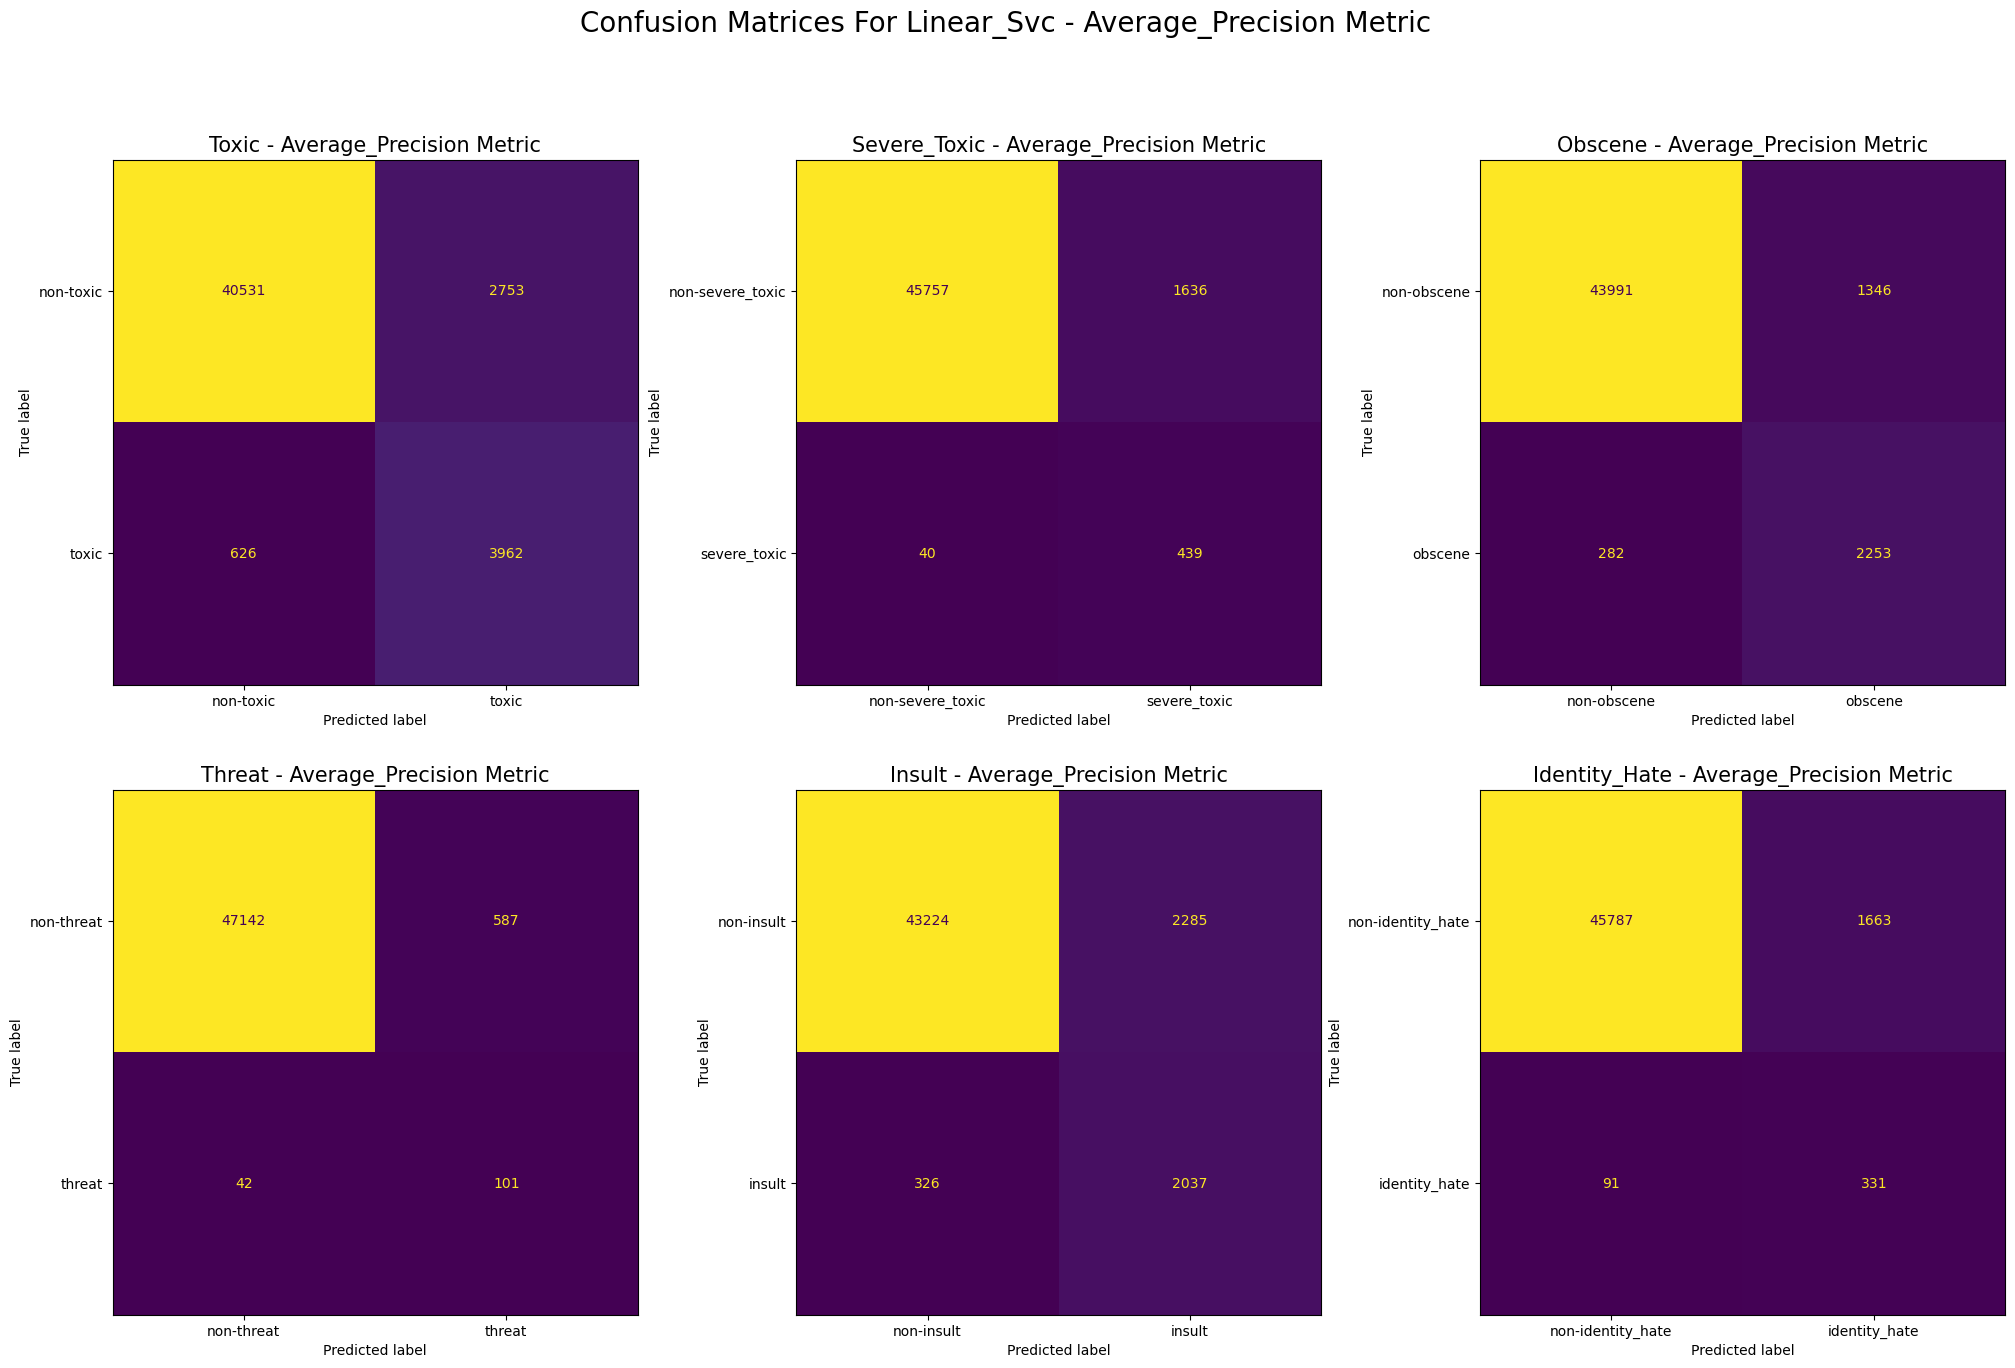 Confusion Matrices For Linear_Svc - Average_Precision Metric
Toxic - Average_Precision Metric
True label
non-toxic
40531
2753
toxic
626
3962
non-toxic
toxic
Predicted label
Severe_Toxic - Average_Precision Metric
True label
non-severe_toxic
45757
1636
severe_toxic
40
439
non-severe_toxic
severe_toxic
Predicted label
Obscene - Average_Precision Metric
True label
non-obscene
43991
1346
obscene
282
2253
non-obscene
obscene
Predicted label
Threat - Average_Precision Metric
True label
non-threat
47142
587
threat
42
101
non-threat
threat
Predicted label
Insult - Average_Precision Metric
True label
non-insult
43224
2285
insult
326
2037
non-insult
insult
Predicted label
Identity_Hate - Average_Precision Metric
True label
non-identity_hate
45787
1663
identity_hate
91
331
non-identity_hate
identity_hate
Predicted label